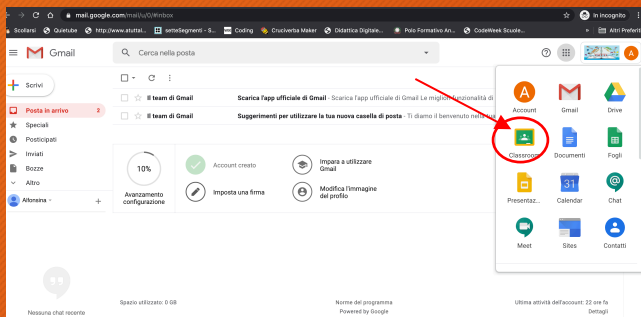 mail.google.com/mail/u/0/#inbox
In incognito
Scollarsi
Quietube
http://www.atuttai...
setteSegmenti - S...
Coding
Cruciverba Maker
Didattica Digitale...
Polo Formativo An...
CodeWeek Scuole...
Altri Preferiti
Gmail
Cerca nella posta
Scrivi
Posta in arrivo 2
Speciali
Posticipati
Inviati
Bozze
Altro
Alfonsina
Nessuna chat recente
Il team di Gmail Scarica l'app ufficiale di Gmail - Scarica l'app ufficiale di Gmail Le migliori funzionalità di
Il team di Gmail Suggerimenti per utilizzare la tua nuova casella di posta - Ti diamo il benvenuto nella tua
10%
Avanzamento
configurazione
Account creato
Imposta una firma
Impara a utilizzare
Gmail
Modifica l'immagine
del profilo
Spazio utilizzato: 0 GB
Norme del programma
Powered by Google
Ultima attività dell'account: 22 ore fa
Dettagli
A
A
Account
Gmail
Drive
Classroom
Documenti
Fogli
Presentaz...
31
Calendar
Chat
Meet
Sites
Contatti